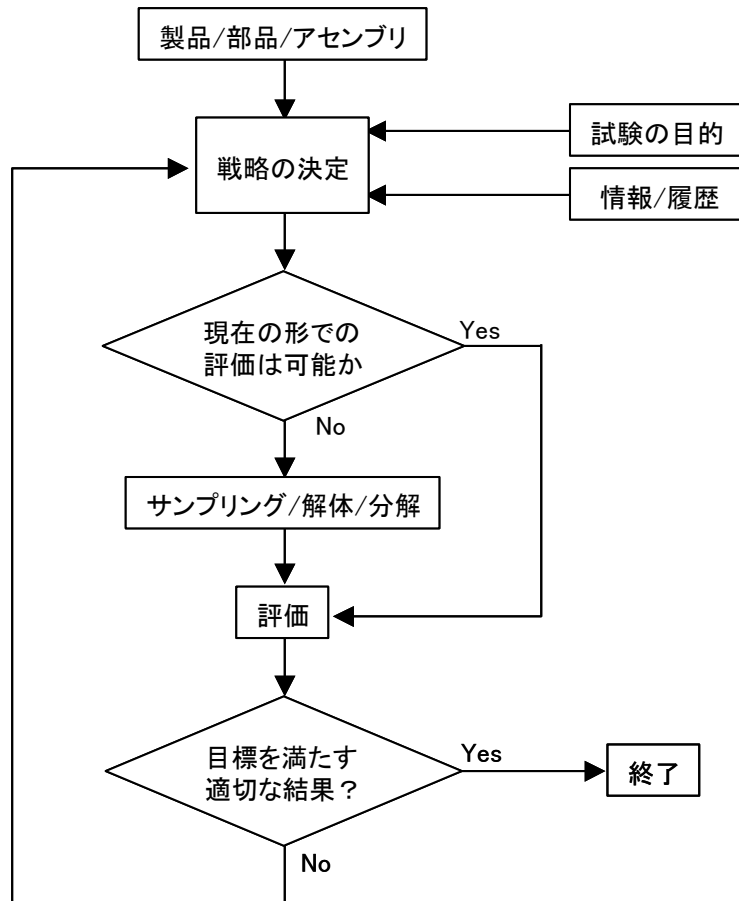 製品/部品/アセンブリ
戦略の決定
試験の目的
情報/履歴
現在の形での
評価は可能か
Yes
No
サンプリング/解体/分解
評価
目標を満たす
適切な結果？
Yes
終了
No